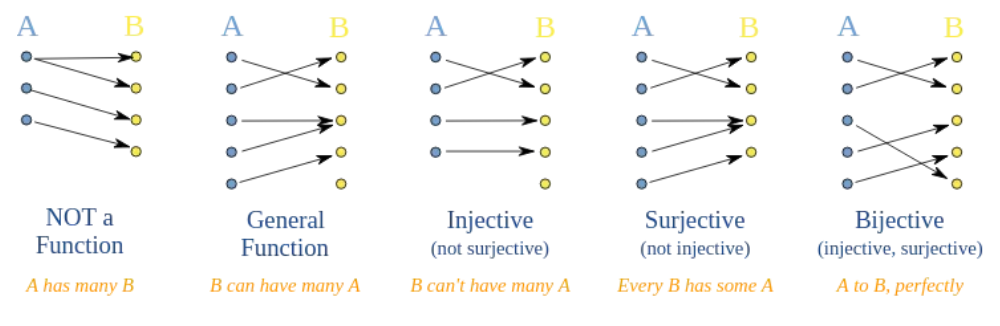 A B A B A B A B A B
NOT a
Function
General
Function
Injective
(not surjective)
Surjective
(not injective)
Bijective
(injective, surjective)
A has many B
B can have many A
B can't have many A
Every B has some A
A to B, perfectly